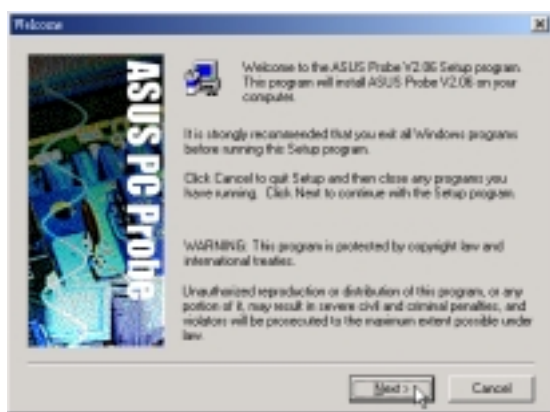 Welcome
ASUS PC Probe
Welcome to the ASUS Probe V2.06 Setup program.
This program will install ASUS Probe V2.06 on your
computer.
It is strongly recommended that you exit all Windows programs
before running this Setup program.
Click Cancel to quit Setup and then close any programs you
have running. Click Next to continue with the Setup program.
WARNING: This program is protected by copyright law and
international treaties.
Unauthorized reproduction or distribution of this program, or any
portion of it, may result in severe civil and criminal penalties, and
violators will be prosecuted to the maximum extent possible under
law.
Next >
Cancel